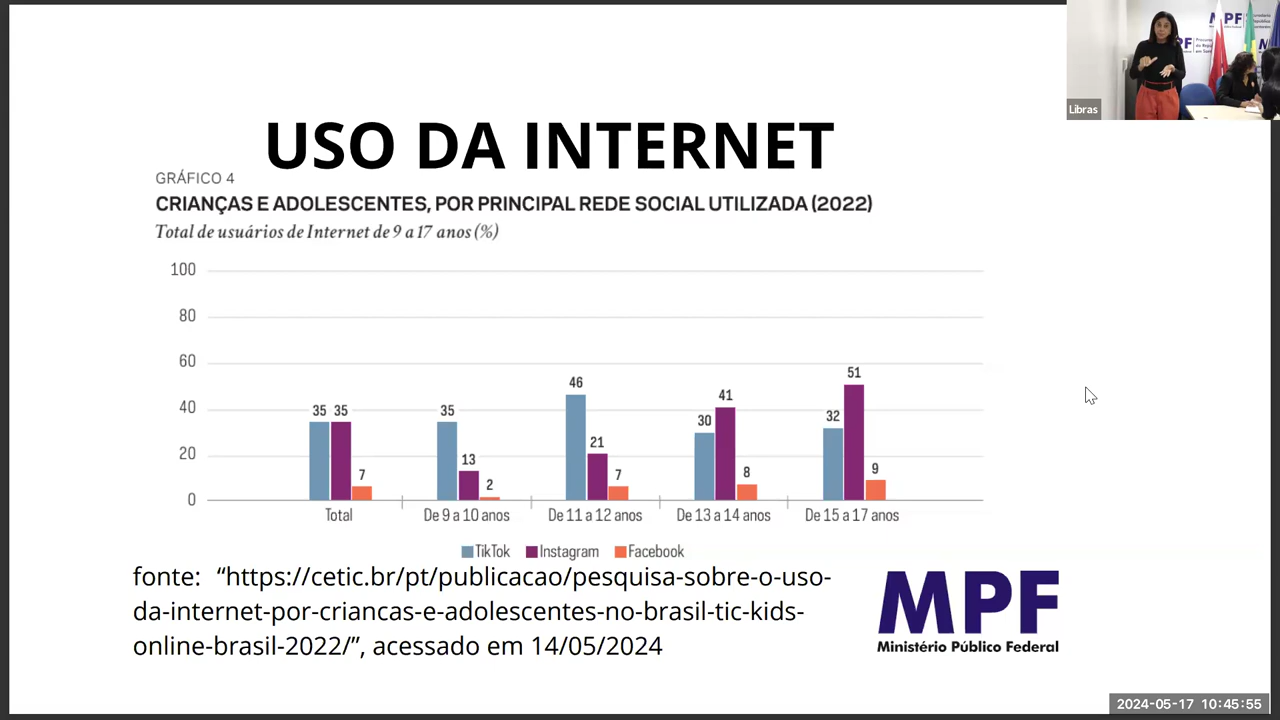 USO DA INTERNET
GRÁFICO 4
CRIANÇAS E ADOLESCENTES, POR PRINCIPAL REDE SOCIAL UTILIZADA (2022)
Total de usuários de Internet de 9 a 17 anos (%)
100
80
60
40
20
0
35 35 7
35 13 2
46 21 7
30 41 8
32 51 9
Total De 9 a 10 anos De 11 a 12 anos De 13 a 14 anos De 15 a 17 anos
TikTok Instagram Facebook
fonte: “https://cetic.br/pt/publicacao/pesquisa-sobre-o-uso-
da-internet-por-criancas-e-adolescentes-no-brasil-tic-kids-
online-brasil-2022/”, acessado em 14/05/2024
MPF
Ministério Público Federal
Libras
MPF
2024-05-17 10:45:55